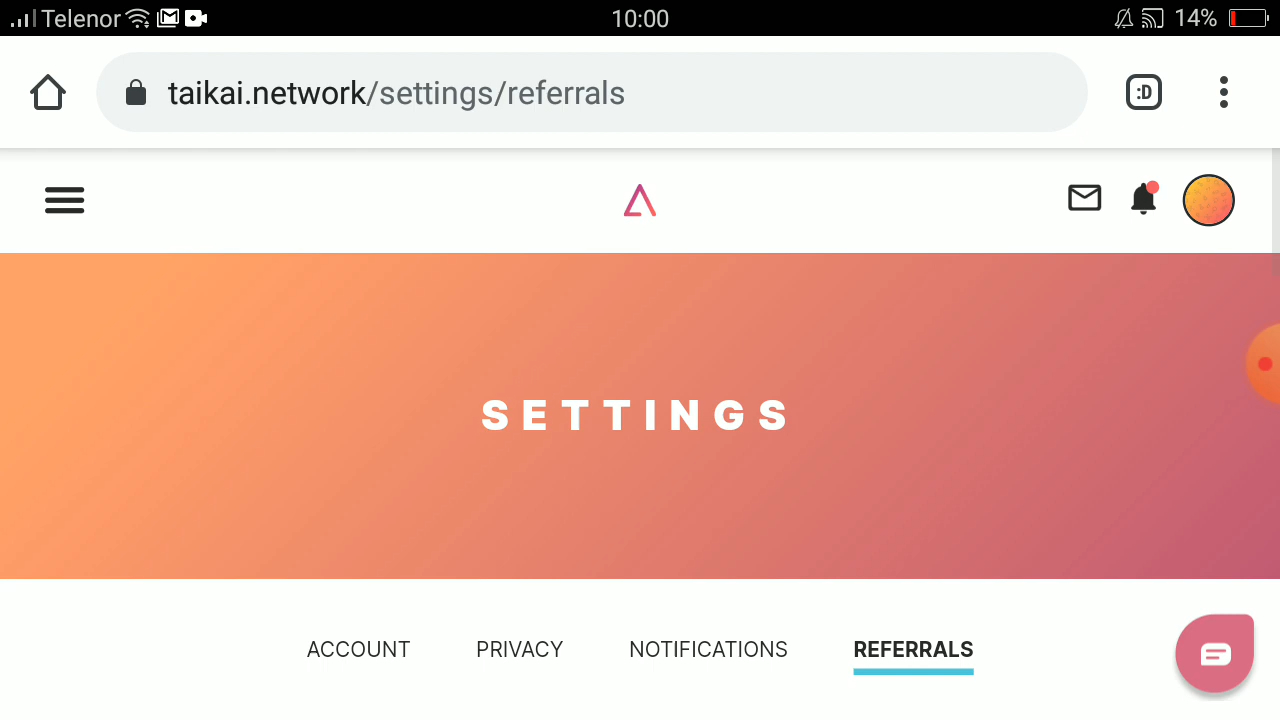 Telenor 10:00 14%
taikai.network/settings/referrals :D
SETTINGS
ACCOUNT PRIVACY NOTIFICATIONS REFERRALS